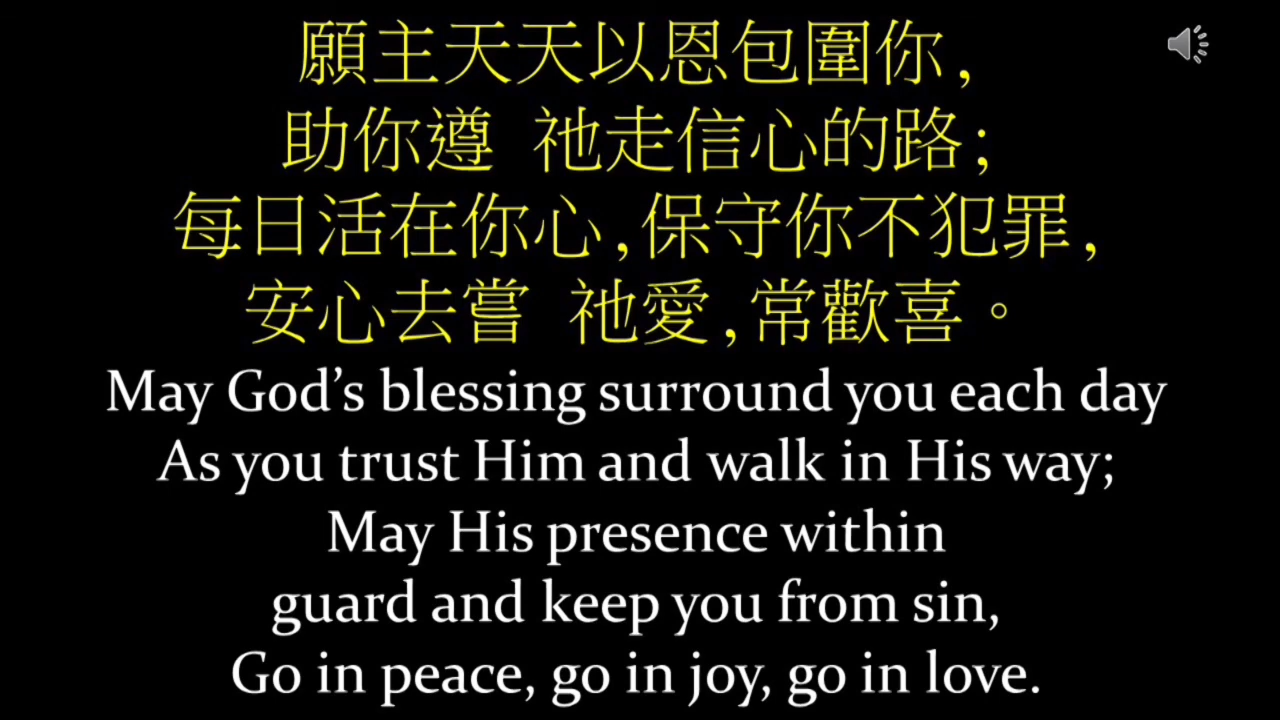 願主天天以恩包圍你,
助你遵 祂走信心的路;
每日活在你心,保守你不犯罪,
安心去嘗 祂愛,常歡喜。
May God’s blessing surround you each day
As you trust Him and walk in His way;
May His presence within
guard and keep you from sin,
Go in peace, go in joy, go in love.